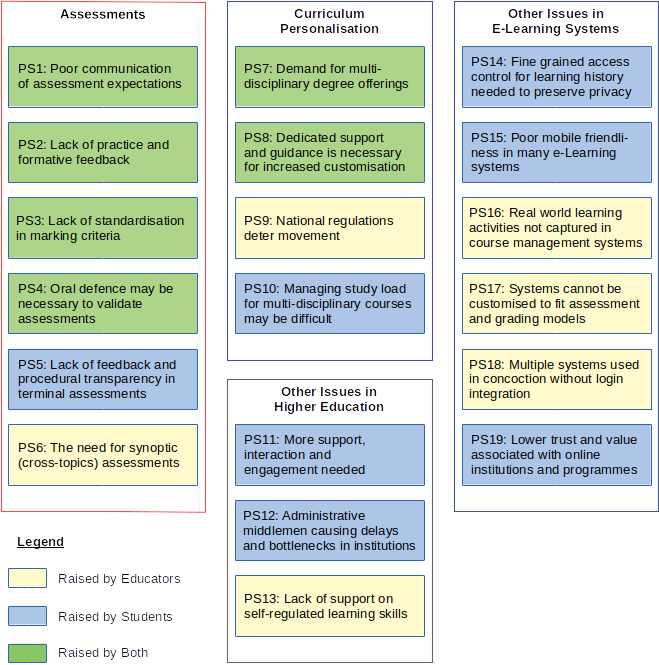 Assessments
PS1: Poor communication
of assessment expectations
PS2: Lack of practice and
formative feedback
PS3: Lack of standardisation
in marking criteria
PS4: Oral defence may be
necessary to validate
assessments
PS5: Lack of feedback and
procedural transparency in
terminal assessments
PS6: The need for synoptic
(cross-topics) assessments
Curriculum
Personalisation
PS7: Demand for multi-
disciplinary degree offerings
PS8: Dedicated support
and guidance is necessary
for increased customisation
PS9: National regulations
deter movement
PS10: Managing study load
for multi-disciplinary courses
may be difficult
Other Issues in
Higher Education
PS11: More support,
interaction and
engagement needed
PS12: Administrative
middlemen causing delays
and bottlenecks in institutions
PS13: Lack of support on
self-regulated learning skills
Other Issues in
E-Learning Systems
PS14: Fine grained access
control for learning history
needed to preserve privacy
PS15: Poor mobile friendli-
ness in many e-Learning
systems
PS16: Real world learning
activities not captured in
course management systems
PS17: Systems cannot be
customised to fit assessment
and grading models
PS18: Multiple systems used
in concoction without login
integration
PS19: Lower trust and value
associated with online
institutions and programmes
Legend
Raised by Educators
Raised by Students
Raised by Both